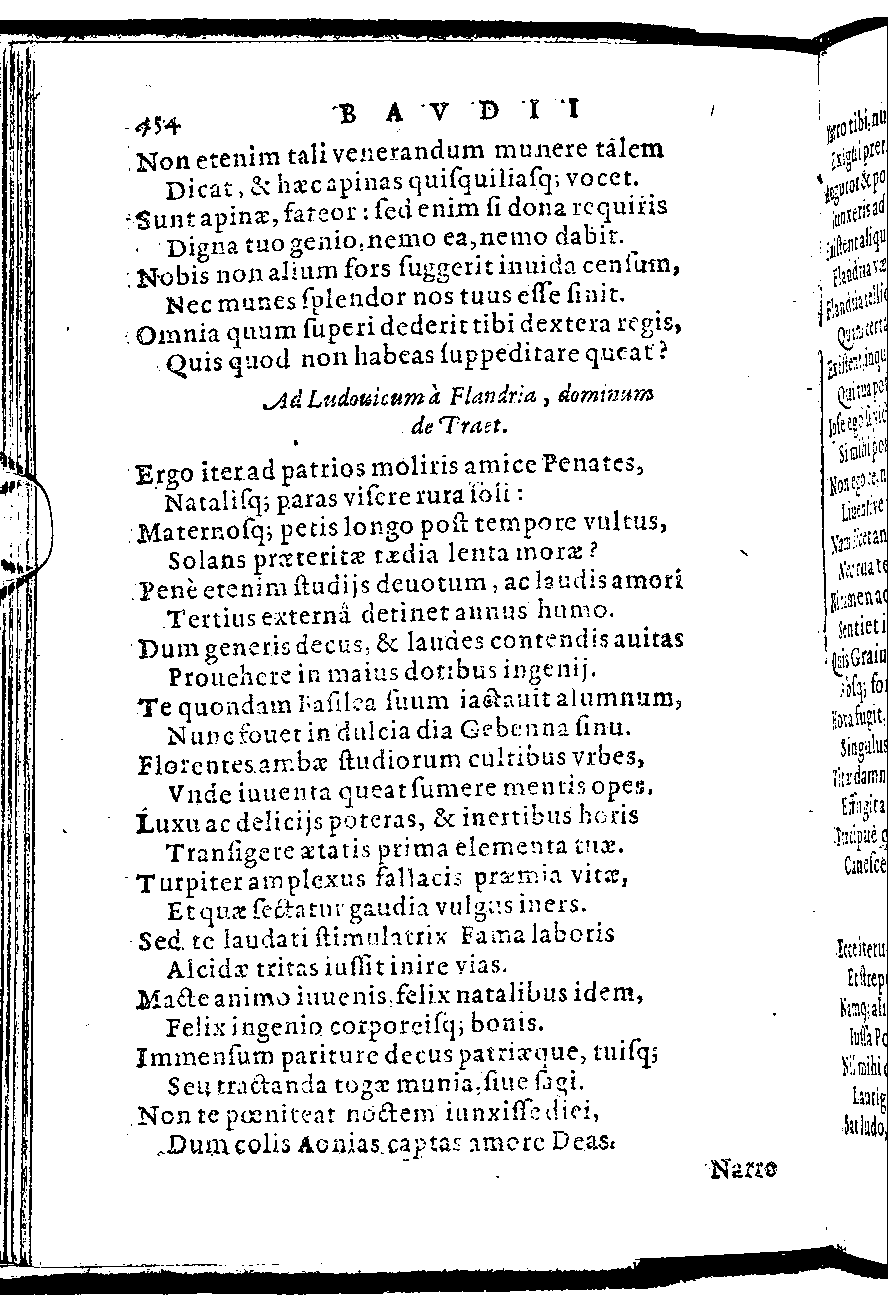 454 BAVDII
Non etenim tali venerandum munere tâlem
Dicat, & hæc apinas quiſquiliaſq; vocet.
Sunt apinæ, fateor: ſed enim ſi dona requiris
Digna tuo genio, nemo ea, nemo dabit.
Nobis non alium fors ſuggerit inuida cenſum,
Nec munes ſplendor nos tuus eſſe ſinit.
Omnia quum ſuperi dederit tibi dextera regis,
Quis quod non habeas ſuppeditare queat?
Ad Ludouicum à Flandria, dominum
de Praet.
Ergo iter ad patrios moliris amice Penates,
Nataliſq; paras viſere rura ſoli:
Maternoſq; petis longo poſt tempore vultus,
Solans præteritæ tædia lenta moræ?
Penè etenim ſtudijs deuotum, ac laudis amori
Tertius externâ detinet annus humo.
Dum generis decus, & laudes contendis auitas
Prouehere in maius dotibus ingenij.
Te quondam Baſilea ſuum iactauit alumnum,
Nunc fouet in dulci a dia Gebenna ſinu.
Florentes ambæ ſtudiorum cultibus vrbes,
Vnde iuuenta queat ſumere mentis opes.
Luxu ac delicijs poteras, & inertibus horis
Tranſigere ætatis prima elementa tuæ.
Turpiter amplexus fallacis præmia vitæ,
Et quæ ſectatur gaudia vulgus iners.
Sed te laudati ſtimulatrix Fama laboris
Alcidæ tritas iuſſit inire vias.
Macte animo iuuenis, felix natalibus idem,
Felix ingenio corporeiſq; bonis.
Immenſum pariture decus patriæque, tuiſq;
Seu tractanda togæ munia, ſiue ſagi.
Non te pœniteat noctem iunxiſſe diei,
Dum colis Aonias captas amore Deas.
Narro